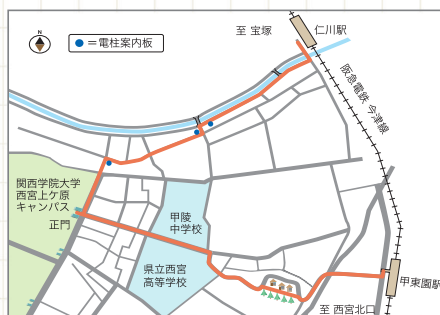 至 宝塚
仁川駅
N
＝電柱案内板
阪急電鉄 今津線
関西学院大学
西宮上ケ原
キャンパス
正門
甲陵
中学校
県立西宮
高等学校
甲東園駅
至 西宮北口